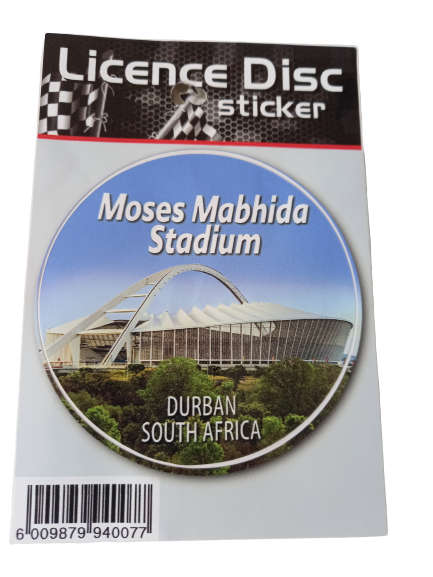 Licence Disc
sticker
Moses Mabhida
Stadium
DURBAN
SOUTH AFRICA
6 009879 940077